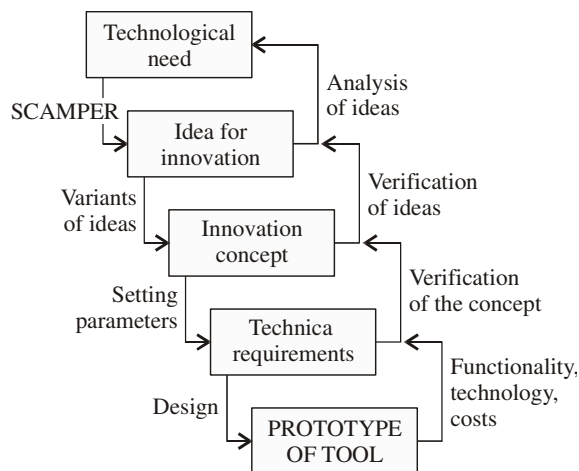 Technological
need
SCAMPER
Analysis
of ideas
Idea for
innovation
Variants
of ideas
Verification
of ideas
Innovation
concept
Setting
parameters
Verification
of the concept
Technica
requirements
Design
Functionality,
technology,
costs
PROTOTYPE
OF TOOL